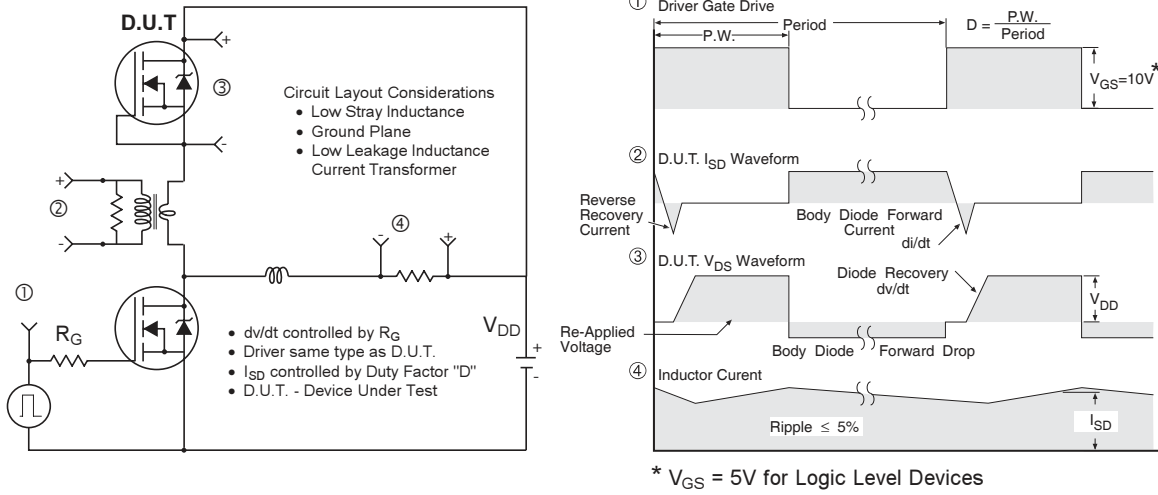 D.U.T
+
③
-
Circuit Layout Considerations
• Low Stray Inductance
• Ground Plane
• Low Leakage Inductance
Current Transformer
+
②
-
④
-
+
①
R_G
V_DD
+
-
• dv/dt controlled by R_G
• Driver same type as D.U.T.
• I_SD controlled by Duty Factor "D"
• D.U.T. - Device Under Test
① Driver Gate Drive
Period
P.W.
D = P.W. / Period
V_GS=10V *
② D.U.T. I_SD Waveform
Reverse
Recovery
Current
Body Diode Forward
Current
di/dt
③ D.U.T. V_DS Waveform
Diode Recovery
dv/dt
V_DD
Re-Applied
Voltage
Body Diode Forward Drop
④ Inductor Curent
Ripple ≤ 5%
I_SD
* V_GS = 5V for Logic Level Devices